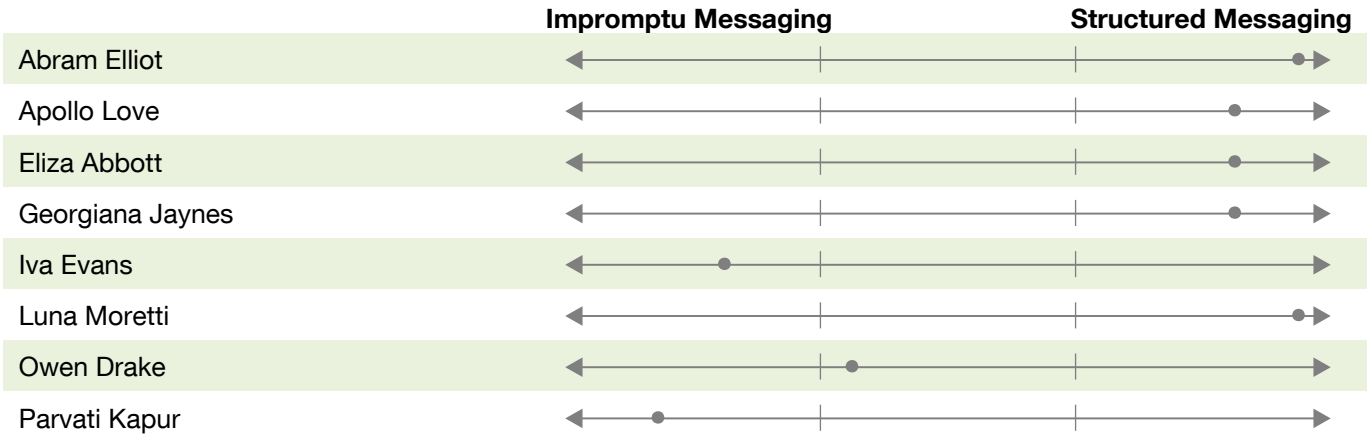 Impromptu Messaging Structured Messaging
Abram Elliot
Apollo Love
Eliza Abbott
Georgiana Jaynes
Iva Evans
Luna Moretti
Owen Drake
Parvati Kapur